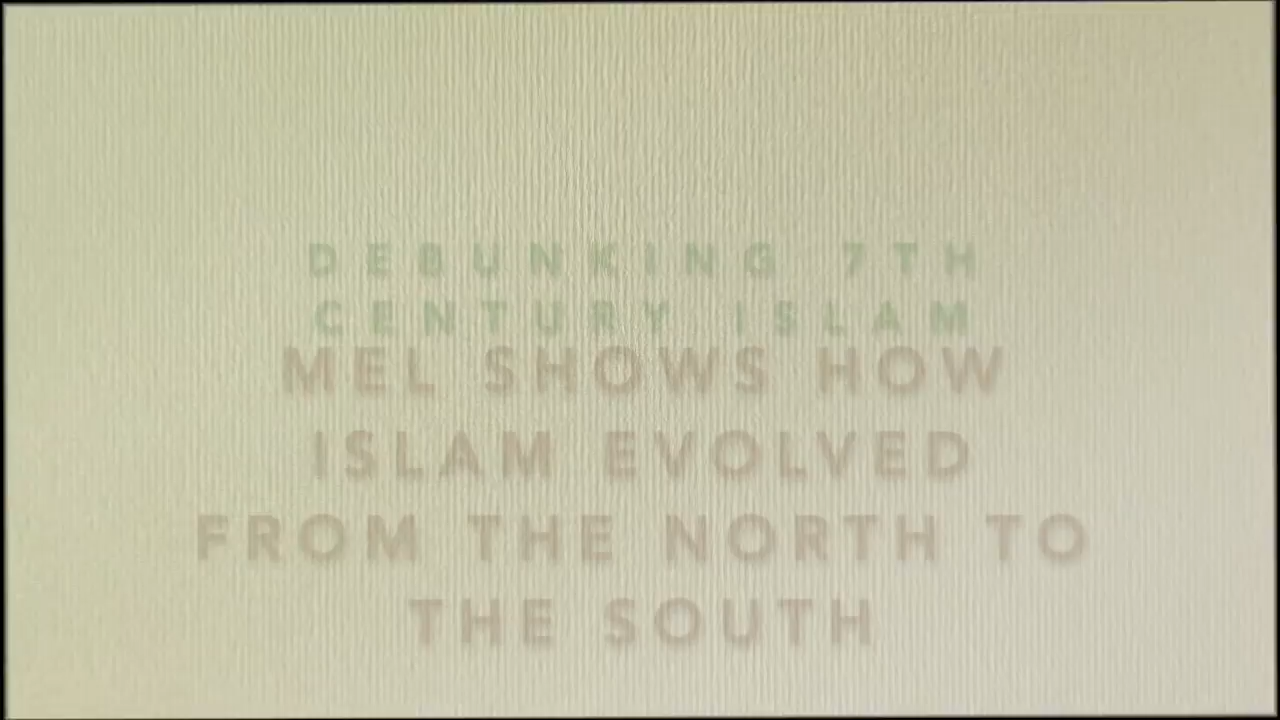 DEBUNKING 7TH
CENTURY ISLAM
MEL SHOWS HOW
ISLAM EVOLVED
FROM THE NORTH TO
THE SOUTH